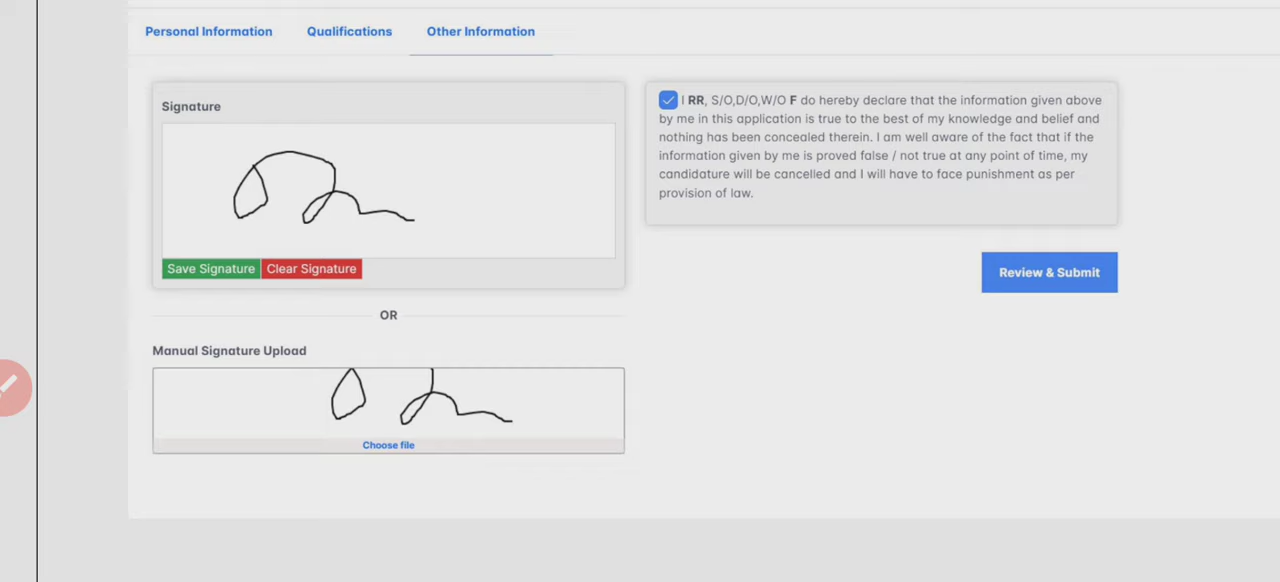 Personal Information Qualifications Other Information
Signature
Save Signature Clear Signature
OR
Manual Signature Upload
Choose file
I RR, S/O,D/O,W/O F do hereby declare that the information given above
by me in this application is true to the best of my knowledge and belief and
nothing has been concealed therein. I am well aware of the fact that if the
information given by me is proved false / not true at any point of time, my
candidature will be cancelled and I will have to face punishment as per
provision of law.
Review & Submit